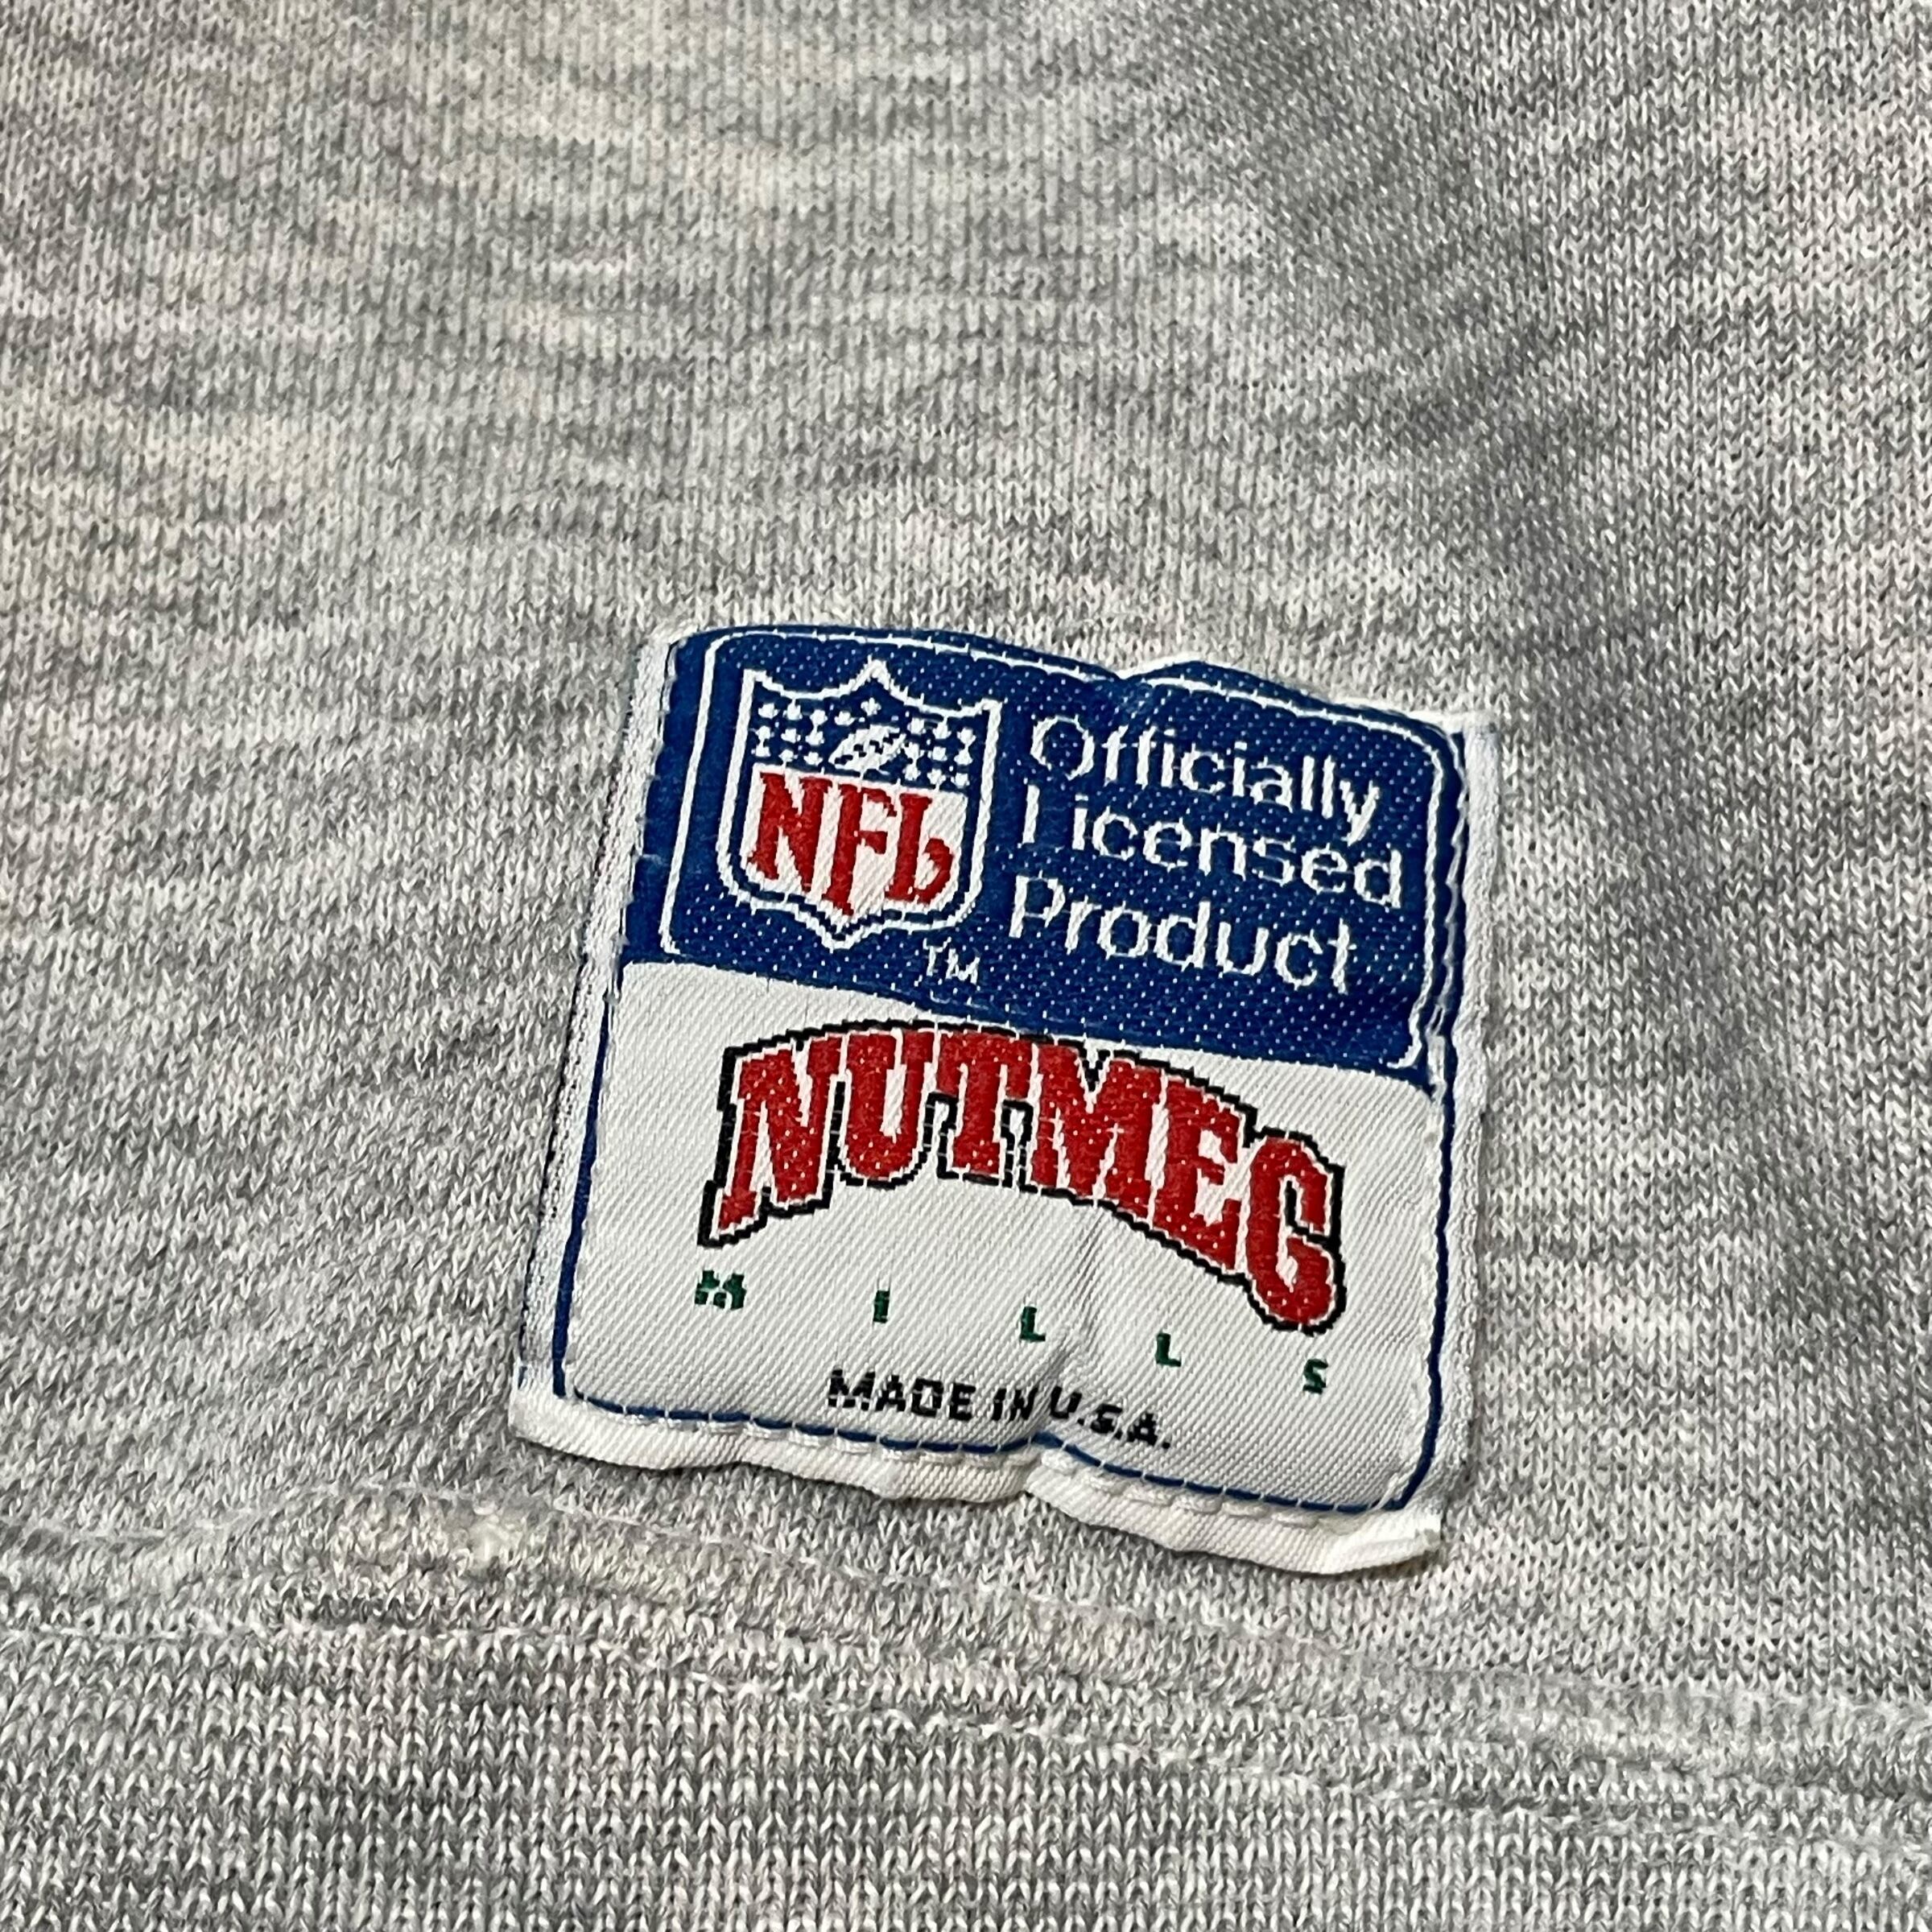 NFL
Officially
Licensed
Product
TM
NUTMEG
MILLS
MADE IN U.S.A.